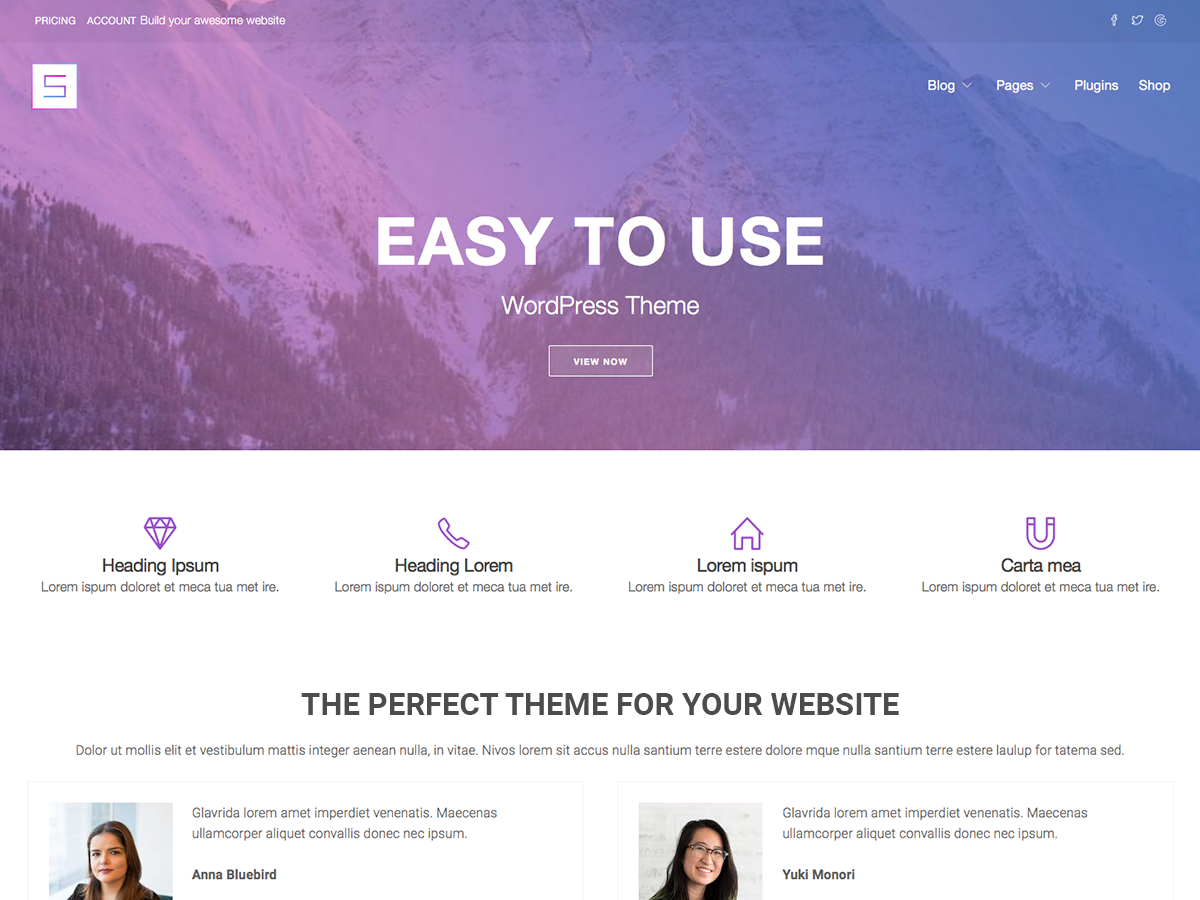 PRICING ACCOUNT Build your awesome website
S
Blog Pages Plugins Shop
EASY TO USE
WordPress Theme
VIEW NOW
Heading Ipsum
Lorem ispum doloret et meca tua met ire.
Heading Lorem
Lorem ispum doloret et meca tua met ire.
Lorem ispum
Lorem ispum doloret et meca tua met ire.
Carta mea
Lorem ispum doloret et meca tua met ire.
THE PERFECT THEME FOR YOUR WEBSITE
Dolor ut mollis elit et vestibulum mattis integer aenean nulla, in vitae. Nivos lorem sit accus nulla santium terre estere dolore mque nulla santium terre estere laulup for tatema sed.
Glavrida lorem amet imperdiet venenatis. Maecenas
ullamcorper aliquet convallis donec nec ipsum.
Anna Bluebird
Glavrida lorem amet imperdiet venenatis. Maecenas
ullamcorper aliquet convallis donec nec ipsum.
Yuki Monori